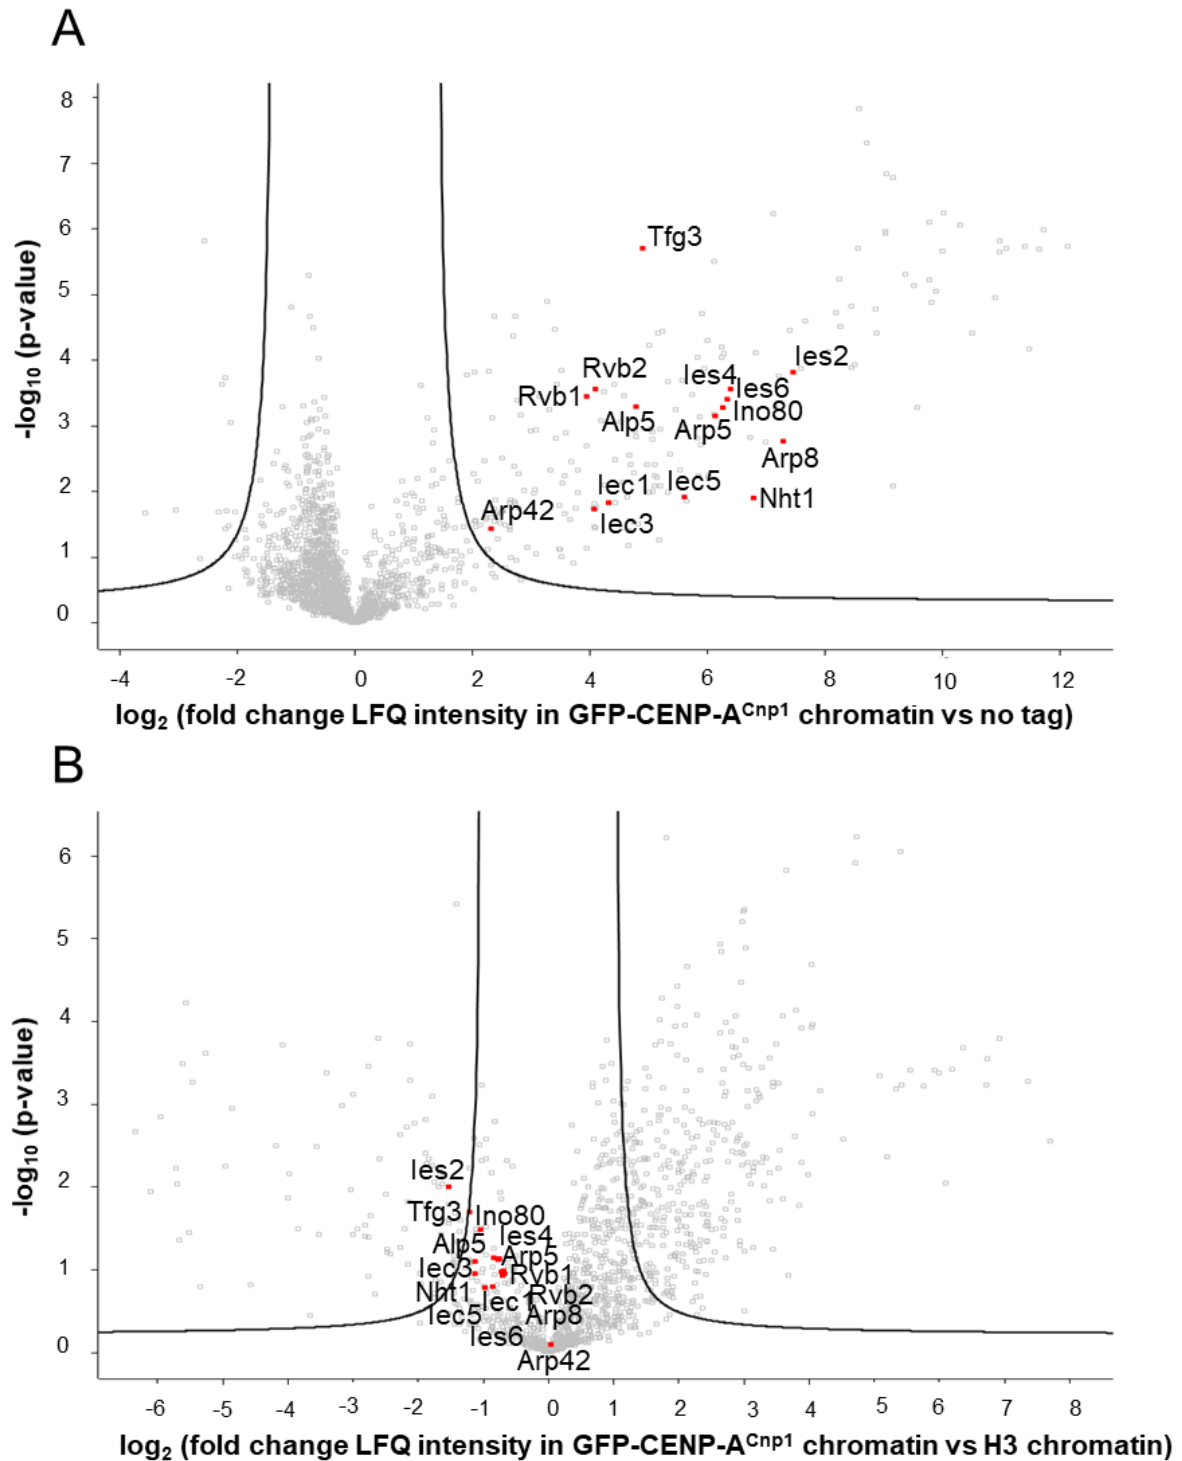 A
8
7
6
5
4
3
2
1
0
-log10 (p-value)
Tfg3
Ies2
Rvb2
Ies4
Rvb1
Ies6
Alp5
Arp5
Ino80
Arp8
Iec1
Iec5
Nht1
Arp42
Iec3
-4 -2 0 2 4 6 8 10 12
log2 (fold change LFQ intensity in GFP-CENP-ACnp1 chromatin vs no tag)
B
6
5
4
3
2
1
0
-log10 (p-value)
Ies2
Tfg3
Ino80
Alp5
Ies4
Arp5
Iec3
Rvb1
Nht1
Iec1
Rvb2
Iec5
Arp8
Ies6
Arp42
-6 -5 -4 -3 -2 -1 0 1 2 3 4 5 6 7 8
log2 (fold change LFQ intensity in GFP-CENP-ACnp1 chromatin vs H3 chromatin)